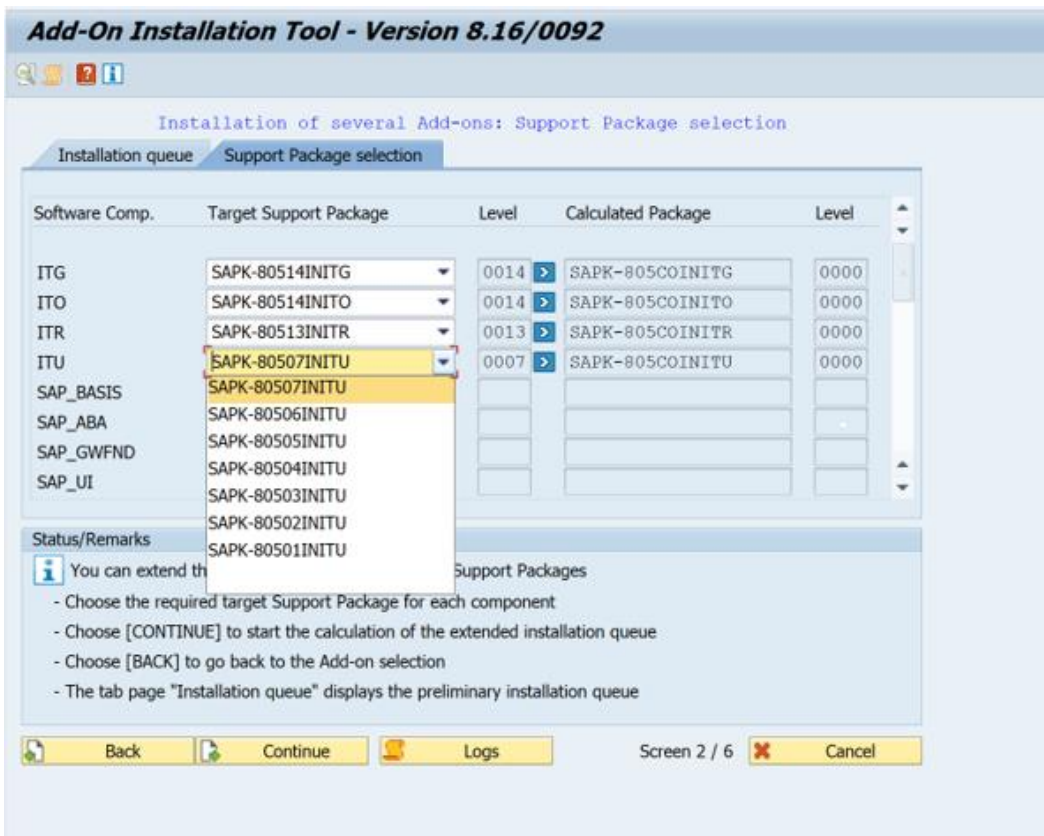 Add-On Installation Tool - Version 8.16/0092
Installation of several Add-ons: Support Package selection
Installation queue Support Package selection
Software Comp. Target Support Package Level Calculated Package Level
ITG SAPK-80514INITG 0014 SAPK-805COINITG 0000
ITO SAPK-80514INITO 0014 SAPK-805COINITO 0000
ITR SAPK-80513INITR 0013 SAPK-805COINITR 0000
ITU SAPK-80507INITU 0007 SAPK-805COINITU 0000
SAPK-80507INITU
SAP_BASIS
SAPK-80506INITU
SAP_ABA
SAPK-80505INITU
SAP_GWFND
SAPK-80504INITU
SAP_UI
SAPK-80503INITU
SAPK-80502INITU
Status/Remarks
SAPK-80501INITU
You can extend th Support Packages
- Choose the required target Support Package for each component
- Choose [CONTINUE] to start the calculation of the extended installation queue
- Choose [BACK] to go back to the Add-on selection
- The tab page "Installation queue" displays the preliminary installation queue
Back Continue Logs Screen 2 / 6 Cancel